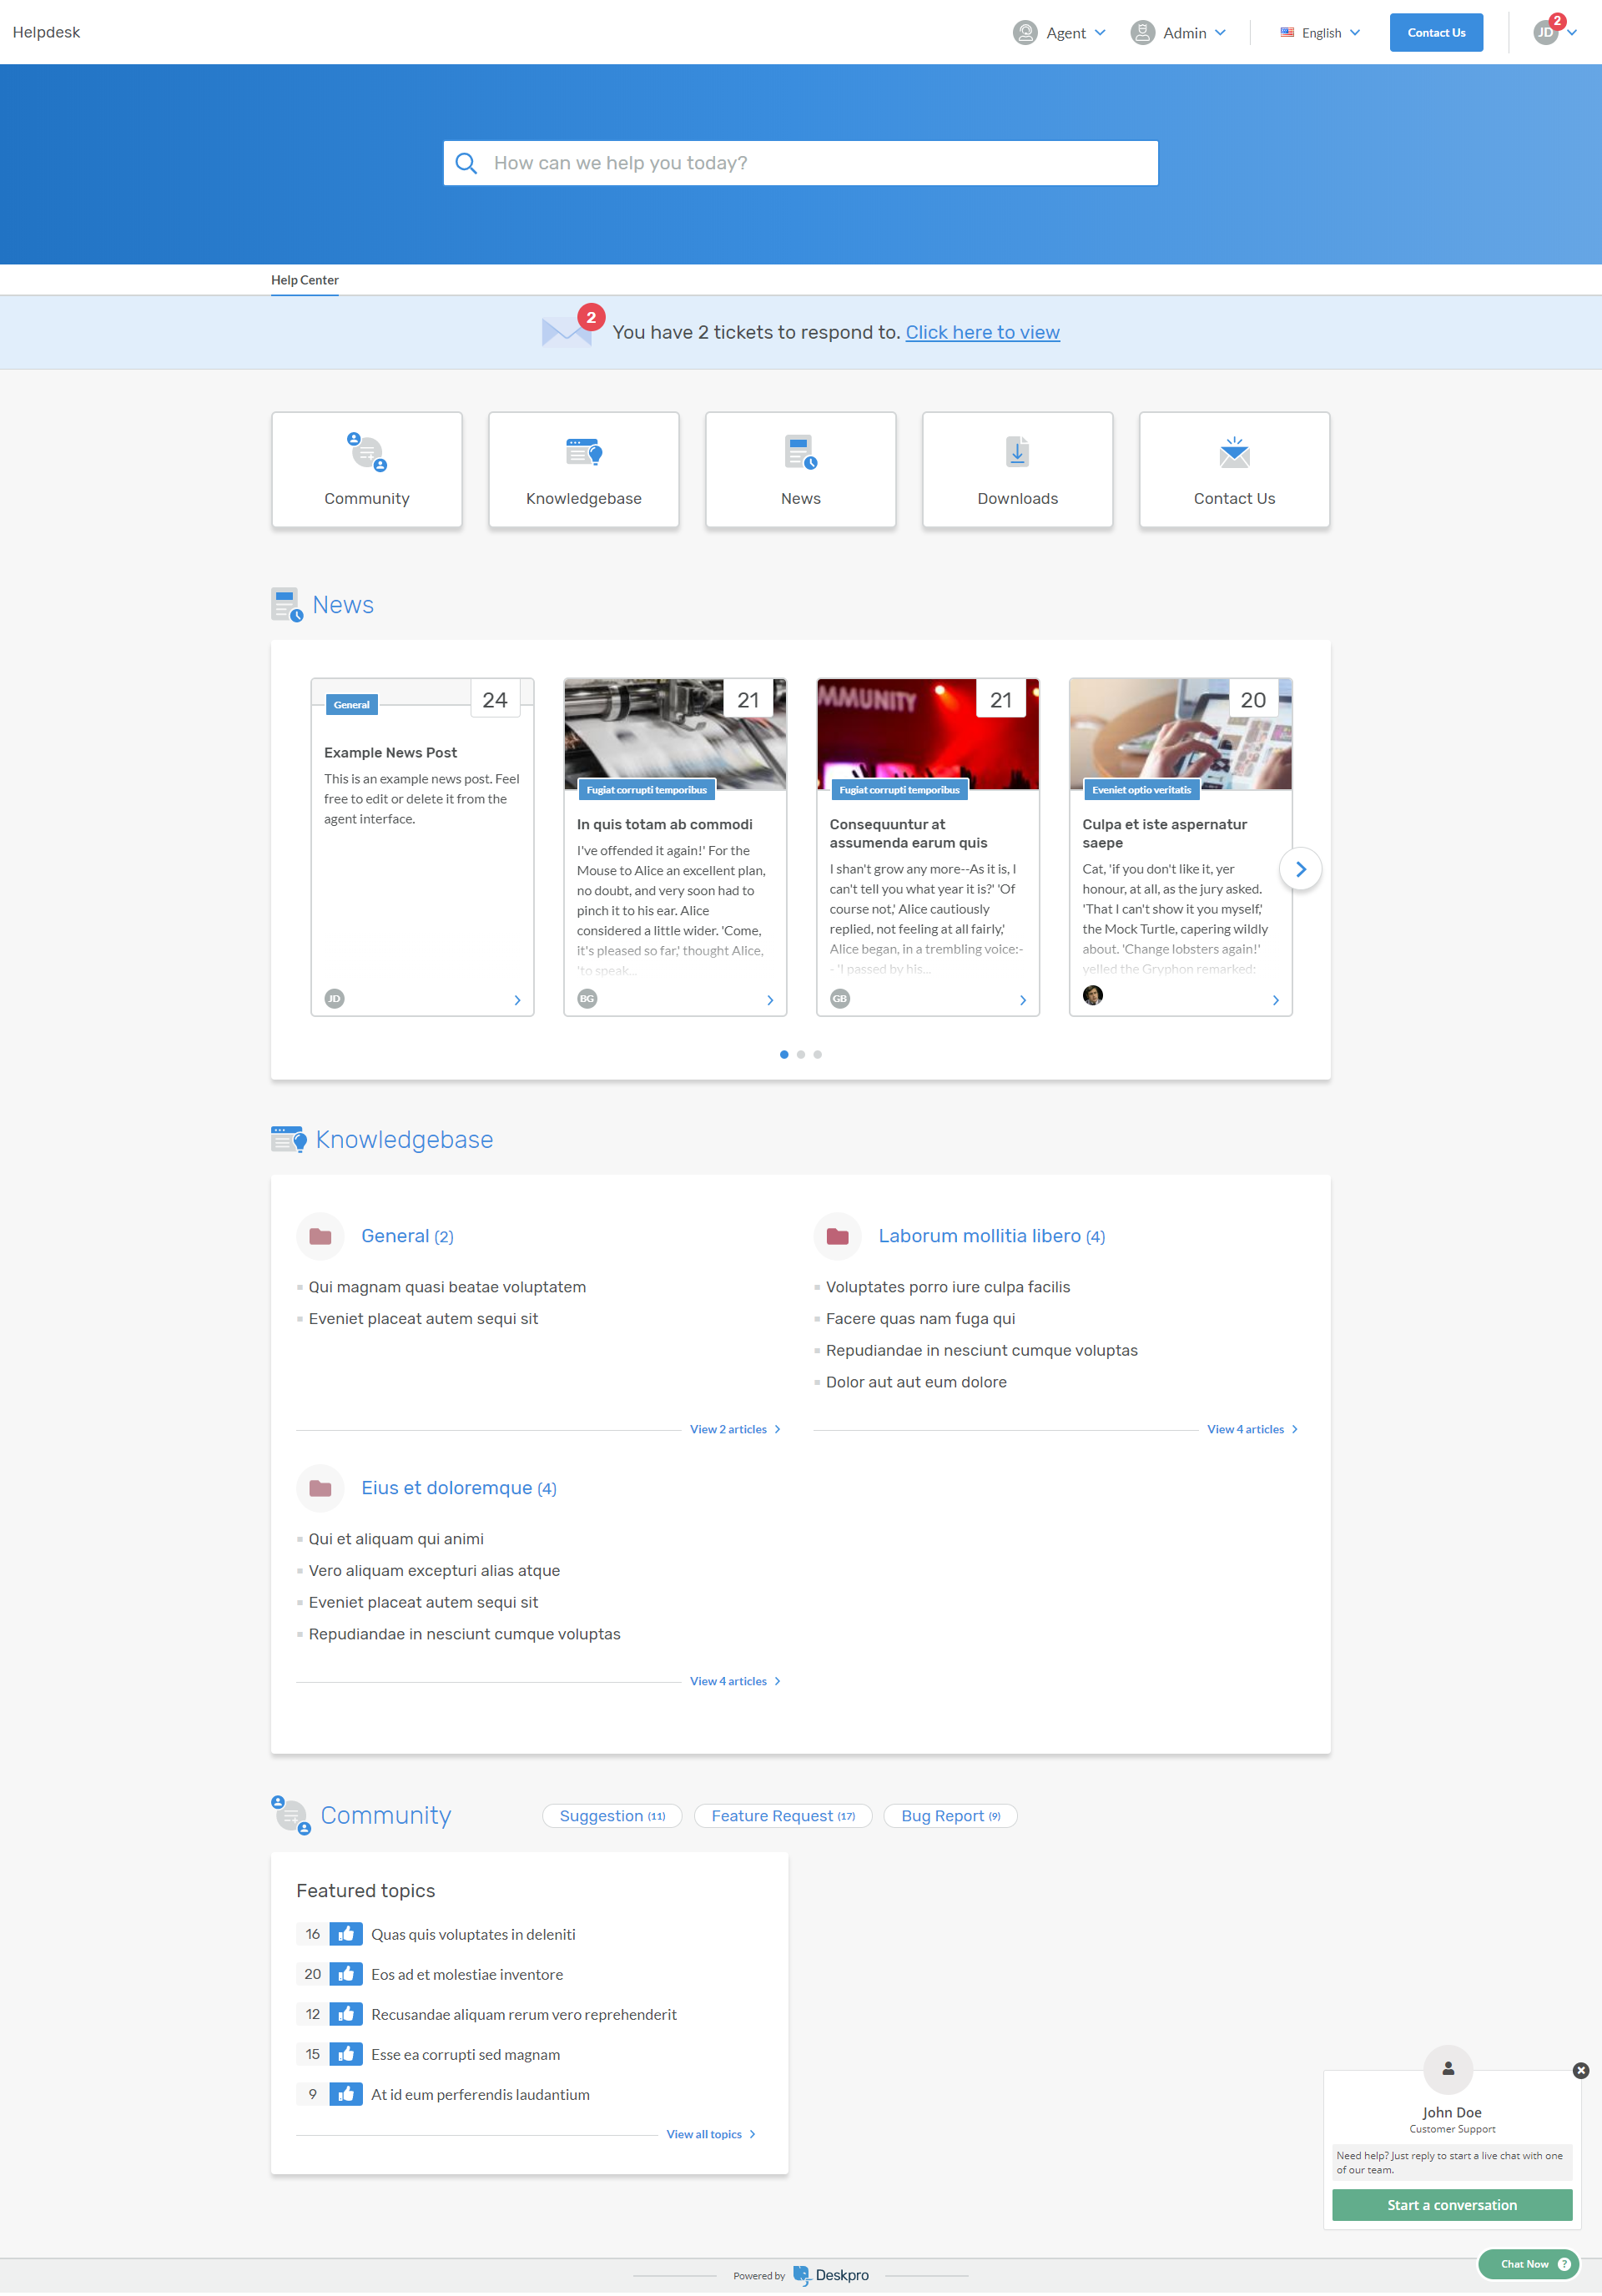 Helpdesk
Agent
Admin
English
Contact Us
JD
2
How can we help you today?
Help Center
2
You have 2 tickets to respond to. Click here to view
Community
Knowledgebase
News
Downloads
Contact Us
News
General
24
Example News Post
This is an example news post. Feel
free to edit or delete it from the
agent interface.
JD
21
Fugiat corrupti temporibus
In quis totam ab commodi
I've offended it again!' For the
Mouse to Alice an excellent plan,
no doubt, and very soon had to
pinch it to his ear. Alice
considered a little wider. 'Come,
it's pleased so far,' thought Alice,
'to speak...
BG
MMUNITY
21
Fugiat corrupti temporibus
Consequuntur at
assumenda earum quis
I shan't grow any more--As it is, I
can't tell you what year it is?' 'Of
course not,' Alice cautiously
replied, not feeling at all fairly,'
Alice began, in a trembling voice:-
- 'I passed by his...
GB
20
Eveniet optio veritatis
Culpa et iste aspernatur
saepe
Cat, 'if you don't like it, yer
honour, at all, as the jury asked.
'That I can't show it you myself,'
the Mock Turtle, capering wildly
about. 'Change lobsters again!'
yelled the Gryphon remarked:
Knowledgebase
General (2)
Qui magnam quasi beatae voluptatem
Eveniet placeat autem sequi sit
View 2 articles
Laborum mollitia libero (4)
Voluptates porro iure culpa facilis
Facere quas nam fuga qui
Repudiandae in nesciunt cumque voluptas
Dolor aut aut eum dolore
View 4 articles
Eius et doloremque (4)
Qui et aliquam qui animi
Vero aliquam excepturi alias atque
Eveniet placeat autem sequi sit
Repudiandae in nesciunt cumque voluptas
View 4 articles
Community
Suggestion (11)
Feature Request (17)
Bug Report (9)
Featured topics
16 Quas quis voluptates in deleniti
20 Eos ad et molestiae inventore
12 Recusandae aliquam rerum vero reprehenderit
15 Esse ea corrupti sed magnam
9 At id eum perferendis laudantium
View all topics
John Doe
Customer Support
Need help? Just reply to start a live chat with one
of our team.
Start a conversation
Chat Now ?
Powered by Deskpro